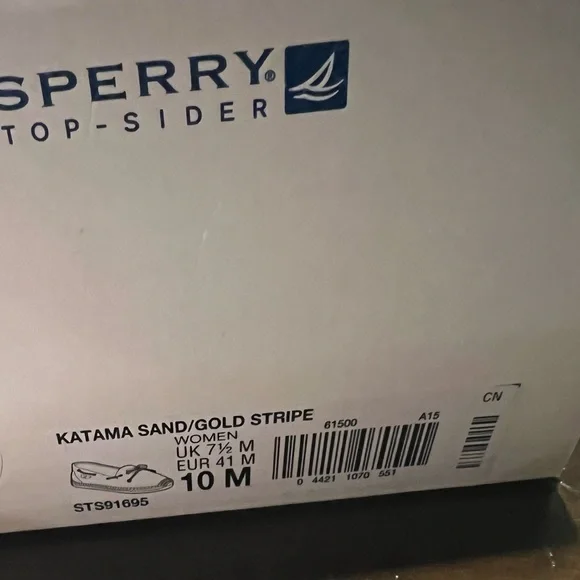 SPERRY®
TOP-SIDER
KATAMA SAND/GOLD STRIPE
WOMEN
UK 7½ M
EUR 41 M
10 M
STS91695
61500
A15
0 4421 1070 551
CN